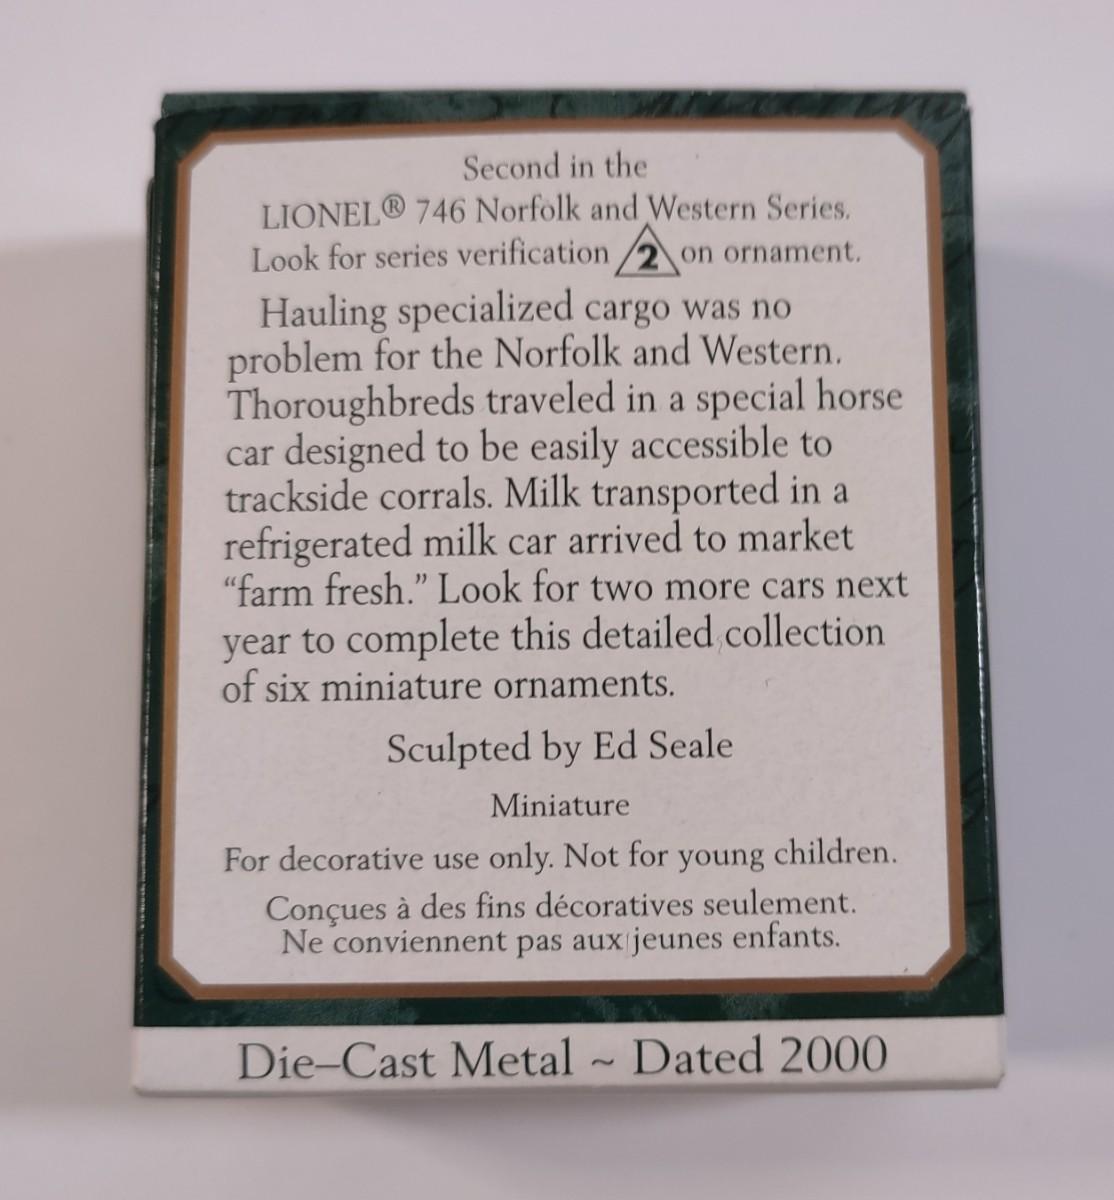 Second in the
LIONEL® 746 Norfolk and Western Series.
Look for series verification 2 on ornament.
Hauling specialized cargo was no
problem for the Norfolk and Western.
Thoroughbreds traveled in a special horse
car designed to be easily accessible to
trackside corrals. Milk transported in a
refrigerated milk car arrived to market
“farm fresh.” Look for two more cars next
year to complete this detailed collection
of six miniature ornaments.
Sculpted by Ed Seale
Miniature
For decorative use only. Not for young children.
Conçues à des fins décoratives seulement.
Ne conviennent pas aux jeunes enfants.
Die–Cast Metal ~ Dated 2000